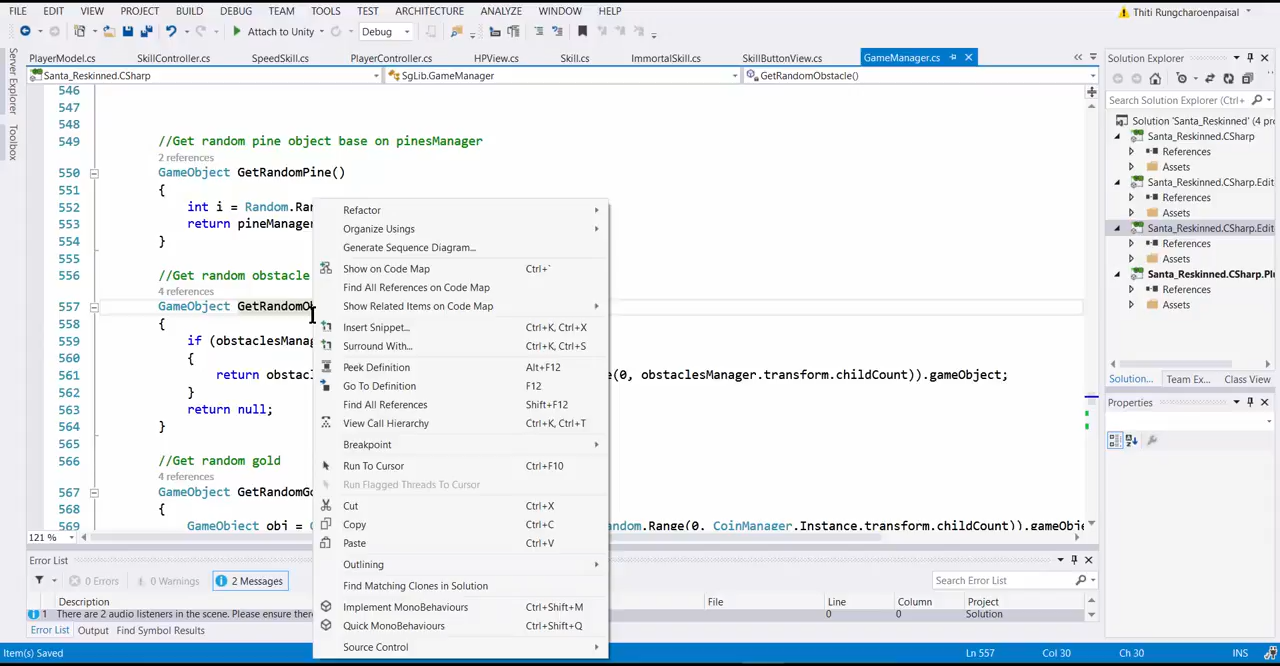 FILE EDIT VIEW PROJECT BUILD DEBUG TEAM TOOLS TEST ARCHITECTURE ANALYZE WINDOW HELP
Thiti Rungcharoenpaisal
Attach to Unity
Debug
PlayerModel.cs SkillController.cs SpeedSkill.cs PlayerController.cs HPView.cs Skill.cs ImmortalSkill.cs SkillButtonView.cs GameManager.cs
Santa_Reskinned.CSharp
SgLib.GameManager
GetRandomObstacle()
Server Explorer
Toolbox
546
547
548
549 //Get random pine object base on pinesManager
2 references
550 GameObject GetRandomPine()
551 {
552 int i = Random.Ran
553 return pineManager
554 }
555
556 //Get random obstacle
4 references
557 GameObject GetRandomOb
558 {
559 if (obstaclesManag
560 {
561 return obstac e(0, obstaclesManager.transform.childCount)).gameObject;
562 }
563 return null;
564 }
565
566 //Get random gold
4 references
567 GameObject GetRandomGo
568 {
569 GameObject obj = C andom.Range(0, CoinManager.Instance.transform.childCount)).gameObje
121 %
Refactor
Organize Usings
Generate Sequence Diagram...
Show on Code Map Ctrl+`
Find All References on Code Map
Show Related Items on Code Map
Insert Snippet... Ctrl+K, Ctrl+X
Surround With... Ctrl+K, Ctrl+S
Peek Definition Alt+F12
Go To Definition F12
Find All References Shift+F12
View Call Hierarchy Ctrl+K, Ctrl+T
Breakpoint
Run To Cursor Ctrl+F10
Run Flagged Threads To Cursor
Cut Ctrl+X
Copy Ctrl+C
Paste Ctrl+V
Outlining
Find Matching Clones in Solution
Implement MonoBehaviours Ctrl+Shift+M
Quick MonoBehaviours Ctrl+Shift+Q
Source Control
Solution Explorer
Search Solution Explorer (Ctrl+
Solution 'Santa_Reskinned' (4 pro
Santa_Reskinned.CSharp
References
Assets
Santa_Reskinned.CSharp.Edit
References
Assets
Santa_Reskinned.CSharp.Edit
References
Assets
Santa_Reskinned.CSharp.Plu
References
Assets
Solution... Team Ex... Class View
Properties
Error List
0 Errors 0 Warnings 2 Messages
Search Error List
Description File Line Column Project
1 There are 2 audio listeners in the scene. Please ensure there 0 0 Solution
Error List Output Find Symbol Results
Item(s) Saved Ln 557 Col 30 Ch 30 INS